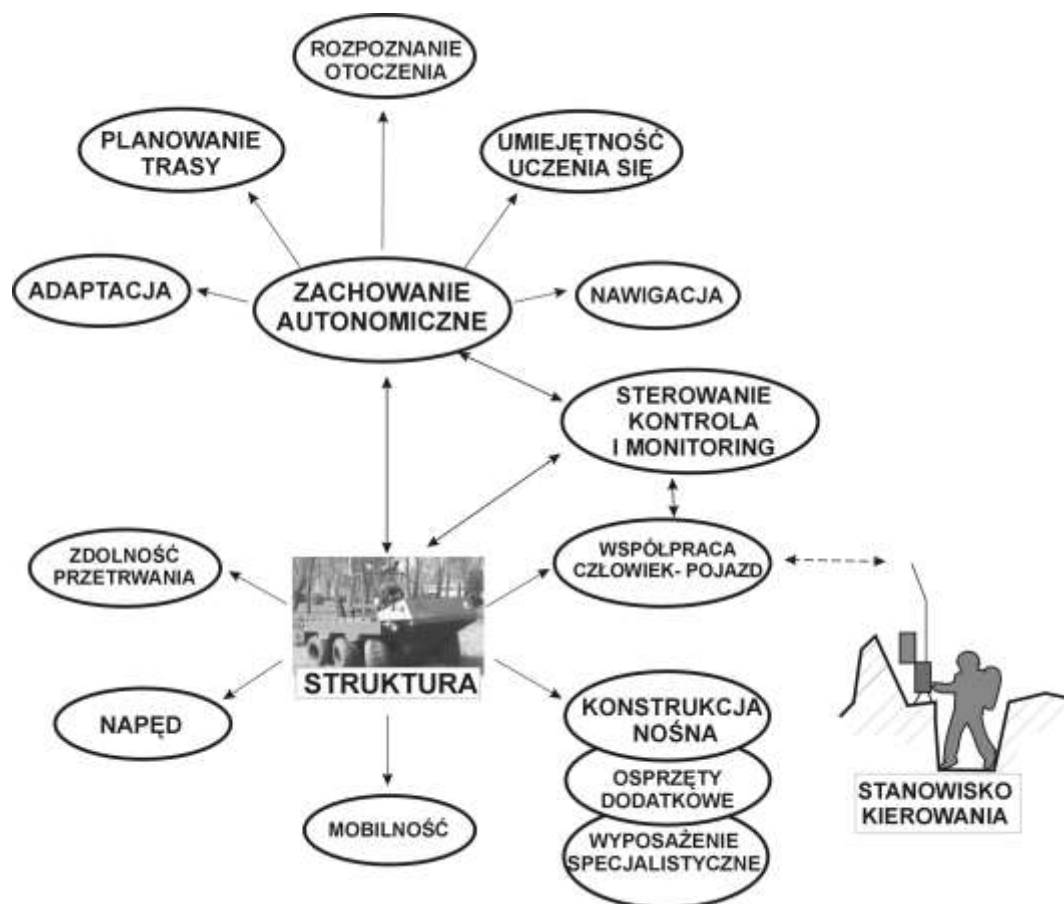 ROZPOZNANIE
OTOCZENIA
PLANOWANIE
TRASY
UMIEJĘTNOŚĆ
UCZENIA SIĘ
ADAPTACJA
ZACHOWANIE
AUTONOMICZNE
NAWIGACJA
STEROWANIE
KONTROLA
I MONITORING
ZDOLNOŚĆ
PRZETRWANIA
WSPÓŁPRACA
CZŁOWIEK- POJAZD
STRUKTURA
NAPĘD
KONSTRUKCJA
NOŚNA
OSPRZĘTY
DODATKOWE
STANOWISKO
KIEROWANIA
MOBILNOŚĆ
WYPOSAŻENIE
SPECJALISTYCZNE